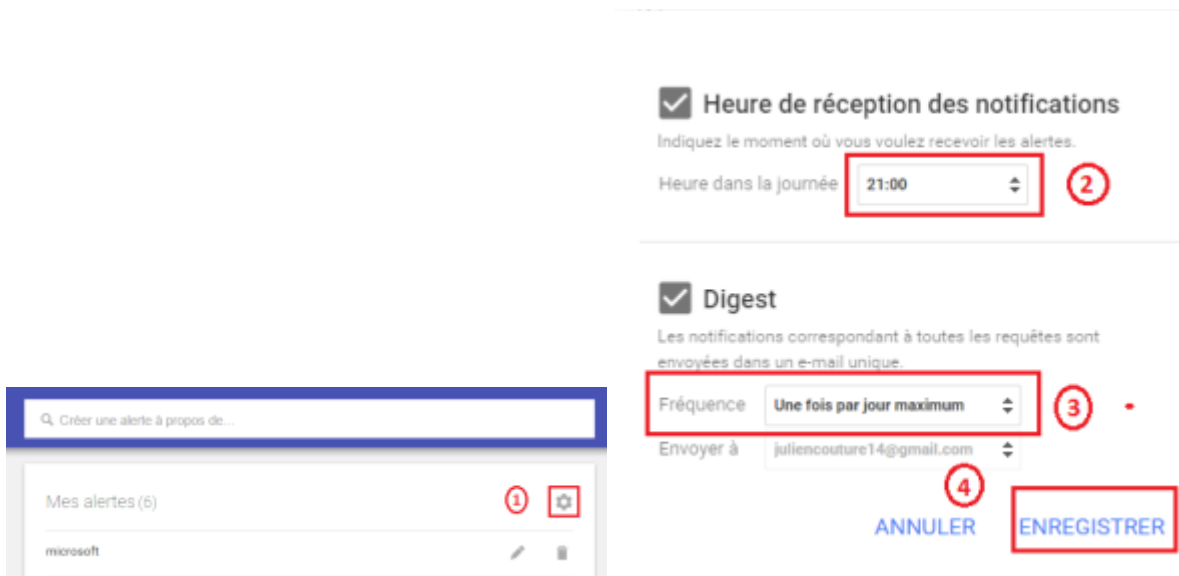 Créer une alerte à propos de...
Mes alertes (6)
1
microsoft
Heure de réception des notifications
Indiquez le moment où vous voulez recevoir les alertes.
Heure dans la journée 21:00
2
Digest
Les notifications correspondant à toutes les requêtes sont
envoyées dans un e-mail unique.
Fréquence Une fois par jour maximum
3
Envoyer à juliencouture14@gmail.com
4
ANNULER ENREGISTRER